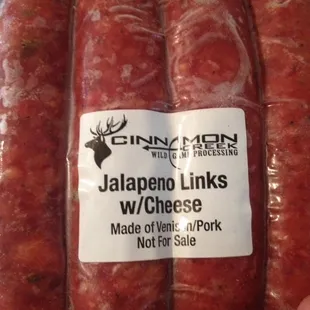 CINNAMON
CREEK
WILD GAME PROCESSING
Jalapeno Links
w/Cheese
Made of Venison/Pork
Not For Sale